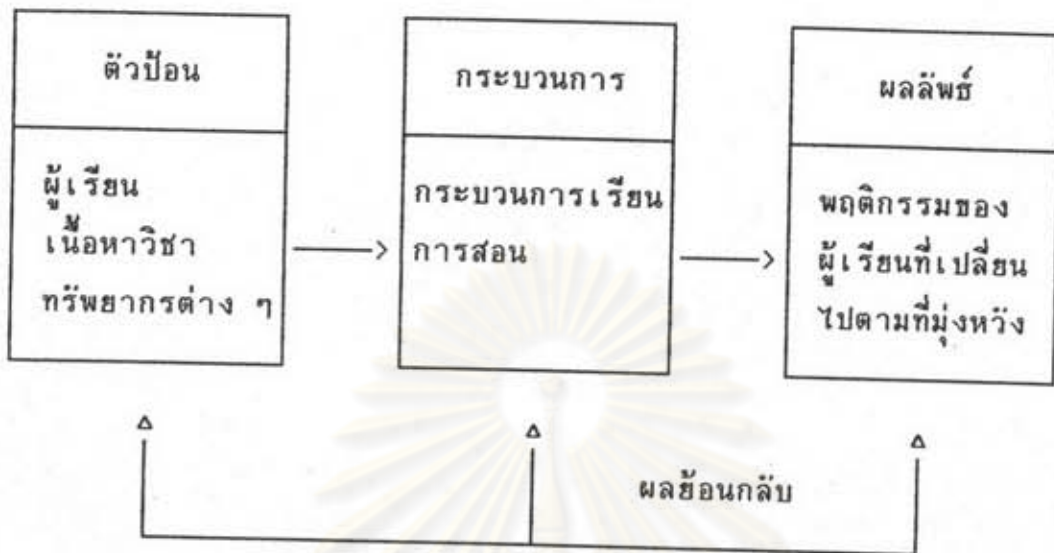 ตัวป้อน
ผู้เรียน
เนื้อหาวิชา
ทรัพยากรต่าง ๆ
กระบวนการ
กระบวนการเรียน
การสอน
ผลลัพธ์
พฤติกรรมของ
ผู้เรียนที่เปลี่ยน
ไปตามที่มุ่งหวัง
ผลย้อนกลับ